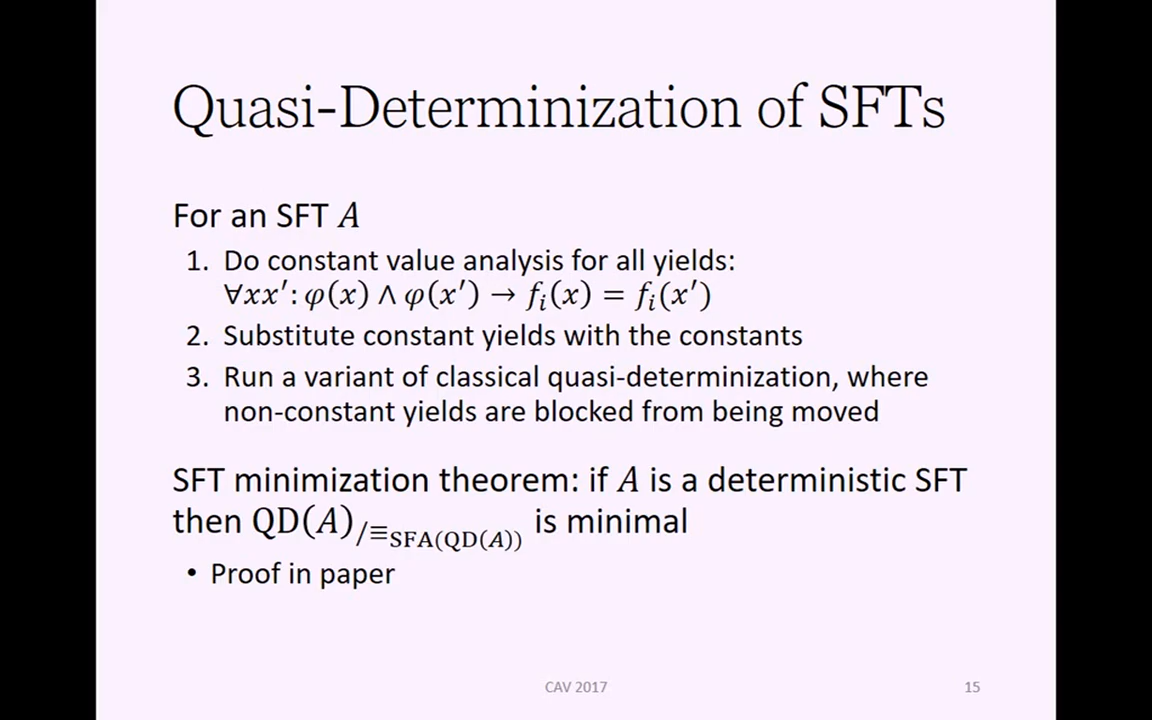 Quasi-Determinization of SFTs
For an SFT 𝐴
1. Do constant value analysis for all yields:
∀𝑥𝑥′: 𝜑(𝑥) ∧ 𝜑(𝑥′) → 𝑓ᵢ(𝑥) = 𝑓ᵢ(𝑥′)
2. Substitute constant yields with the constants
3. Run a variant of classical quasi-determinization, where
non-constant yields are blocked from being moved
SFT minimization theorem: if 𝐴 is a deterministic SFT
then QD(𝐴)/≡SFA(QD(𝐴)) is minimal
• Proof in paper
CAV 2017
15